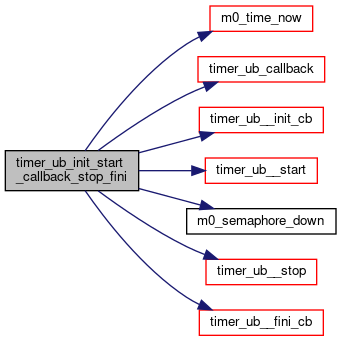 m0_time_now
timer_ub_callback
timer_ub__init_cb
timer_ub_init_start
_callback_stop_fini
timer_ub__start
m0_semaphore_down
timer_ub__stop
timer_ub__fini_cb